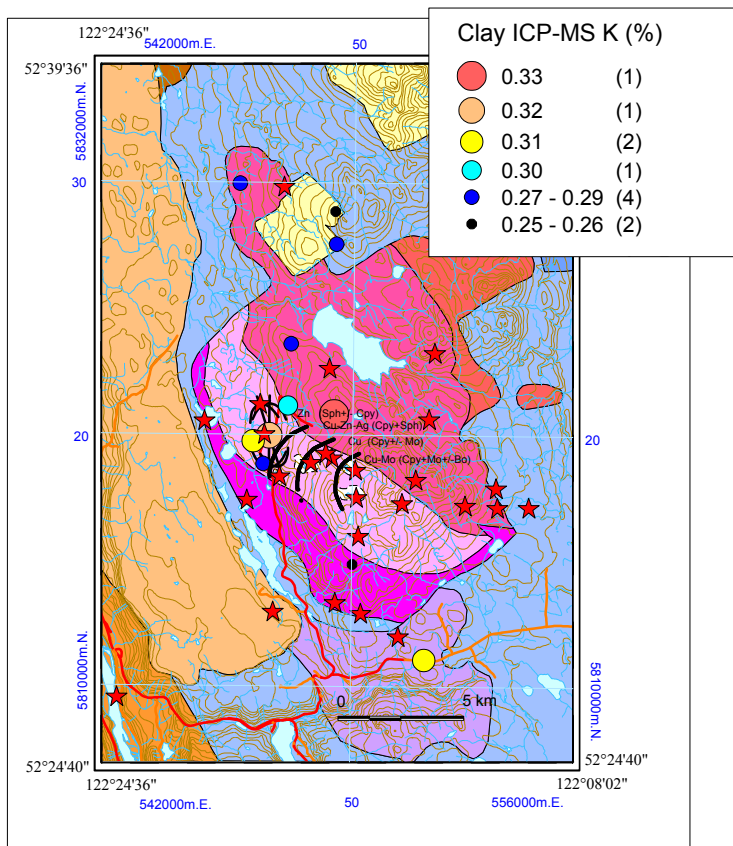 122°24'36"
542000m.E.
50
Clay ICP-MS K (%)
0.33 (1)
0.32 (1)
0.31 (2)
0.30 (1)
0.27 - 0.29 (4)
0.25 - 0.26 (2)
52°39'36"
5832000m.N.
30
Zn Sph+/- Cpy)
Cu-Zn-Ag (Cpy+Sph)
Cu (Cpy+/- Mo)
Cu-Mo (Cpy+Mo+/-Bo)
20
20
5810000m.N.
5810000m.N.
0 5 km
52°24'40"
52°24'40"
122°24'36"
122°08'02"
542000m.E.
50
556000m.E.